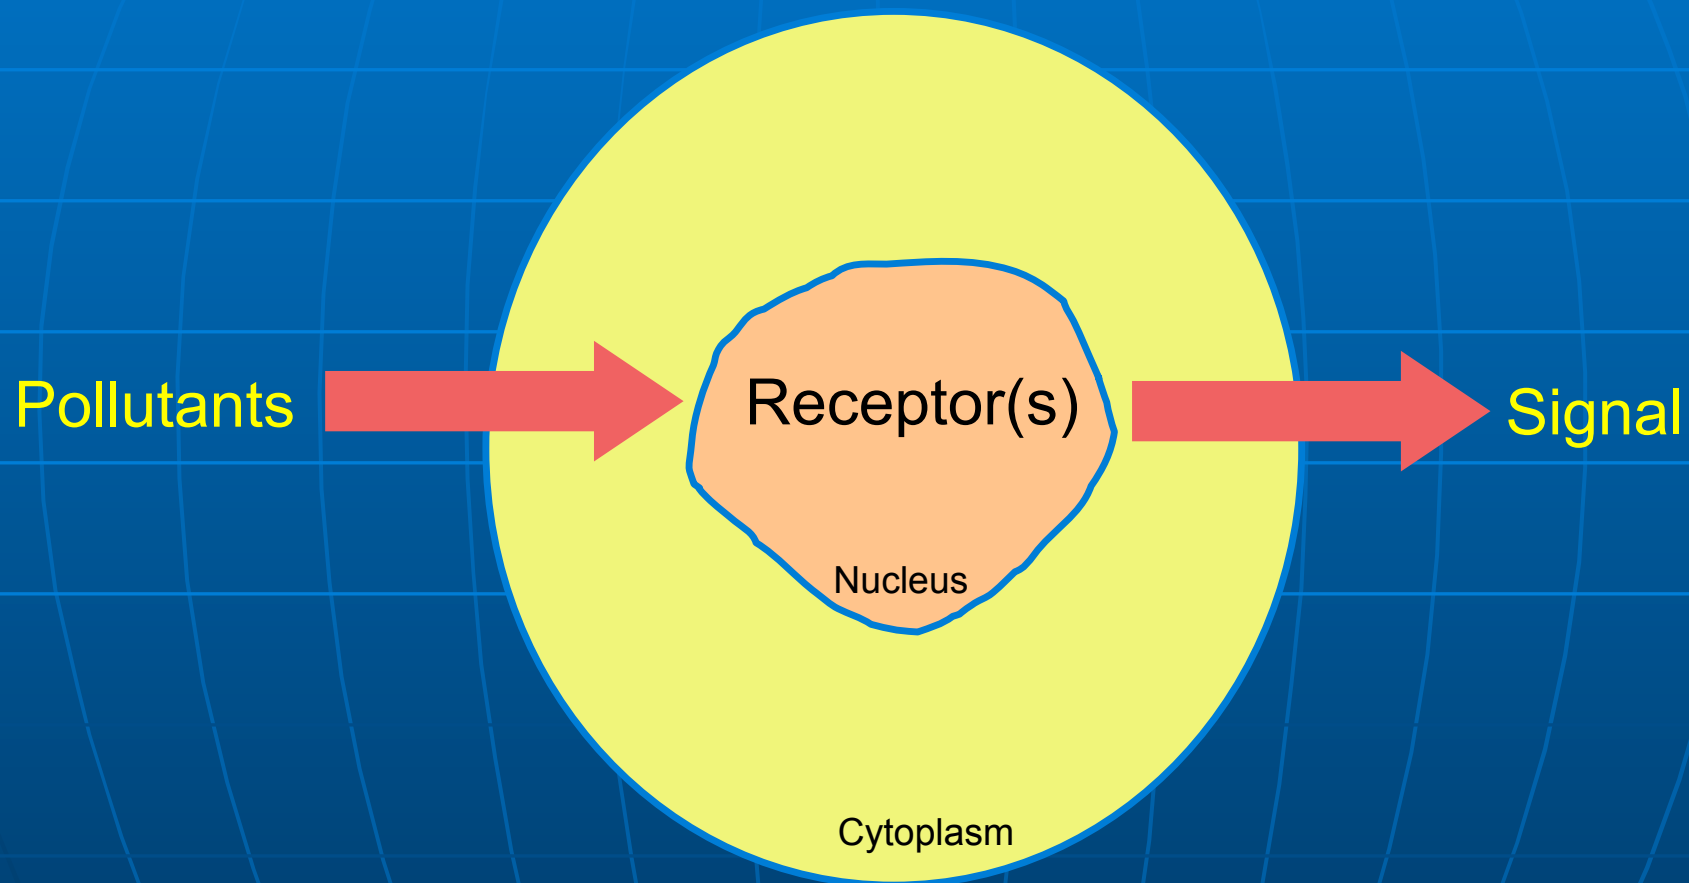 Pollutants
Receptor(s)
Signal
Nucleus
Cytoplasm